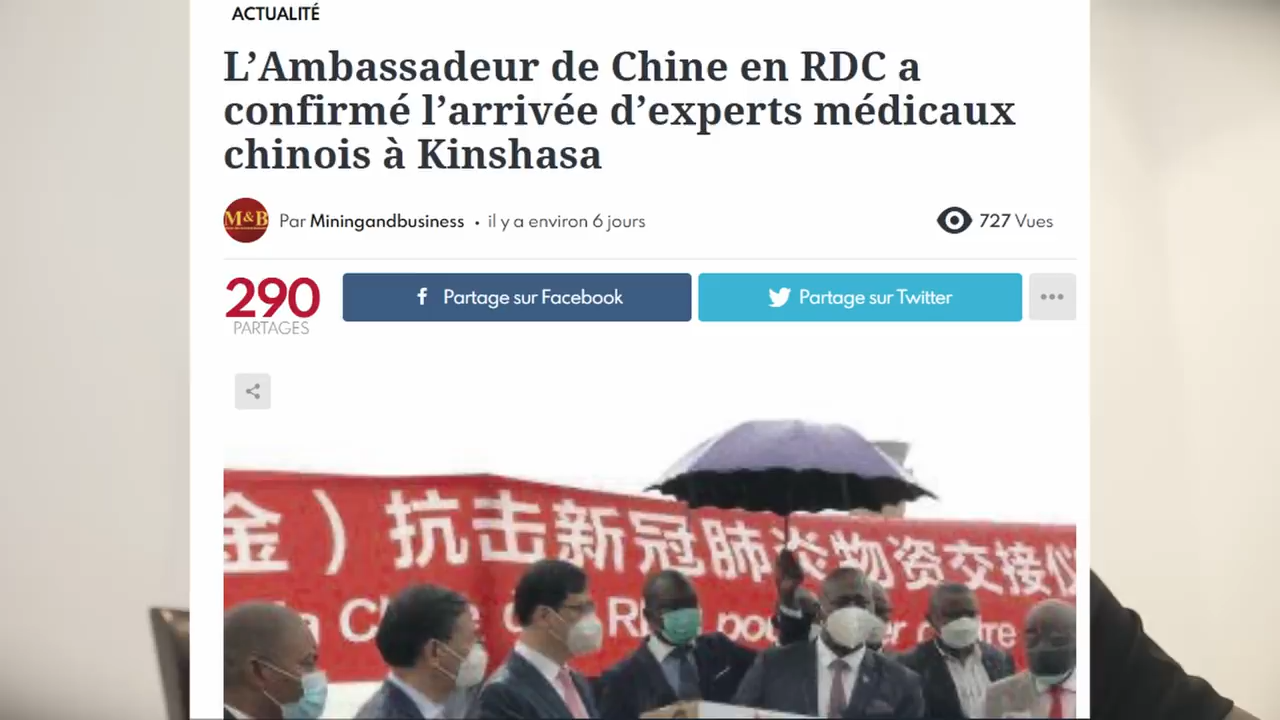 ACTUALITÉ
L’Ambassadeur de Chine en RDC a
confirmé l’arrivée d’experts médicaux
chinois à Kinshasa
M&B
Par Miningandbusiness • il y a environ 6 jours
727 Vues
290
PARTAGES
Partage sur Facebook
Partage sur Twitter
金）抗击新冠肺炎物资交接仪
la